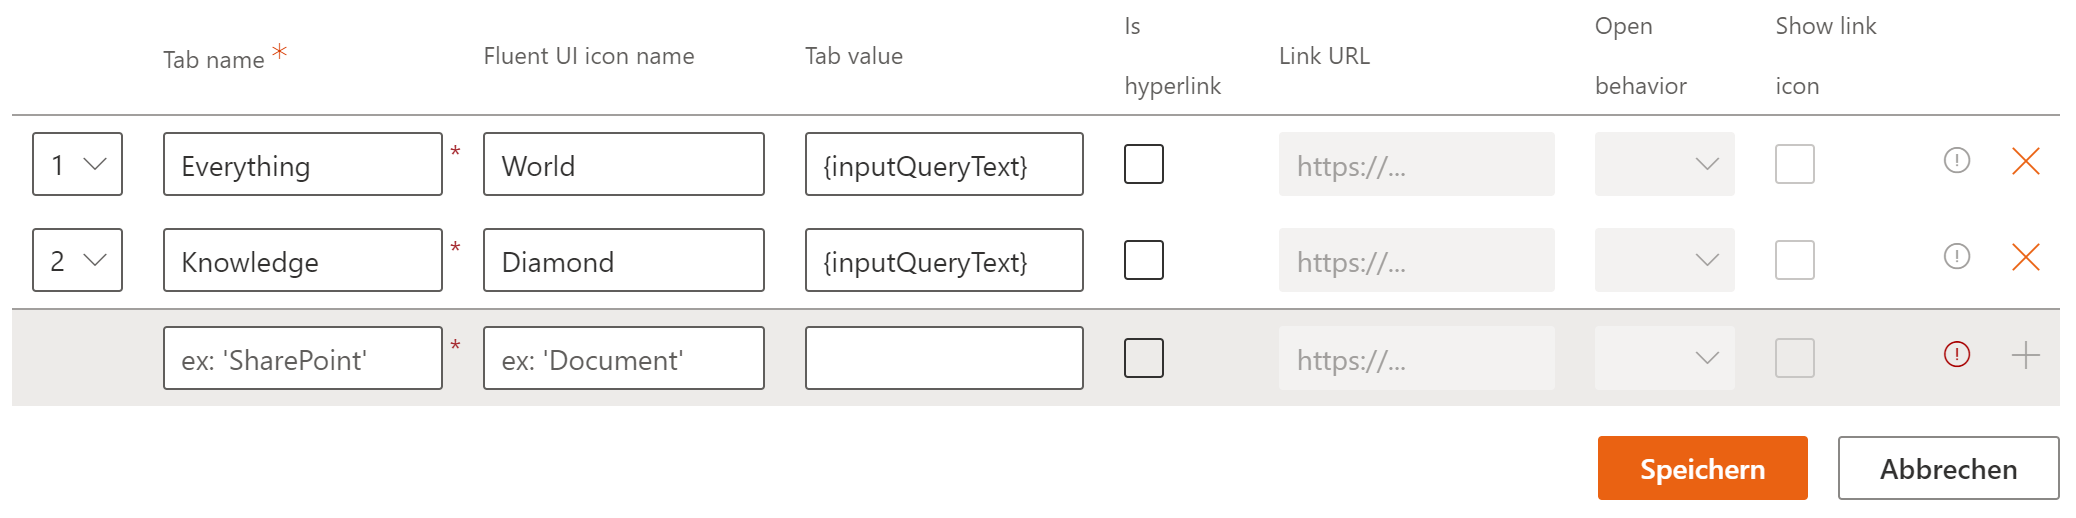 Tab name *
Fluent UI icon name
Tab value
Is hyperlink
Link URL
Open behavior
Show link icon
1
Everything *
World
{inputQueryText}
https://...
2
Knowledge *
Diamond
{inputQueryText}
https://...
ex: 'SharePoint' *
ex: 'Document'
https://...
Speichern
Abbrechen